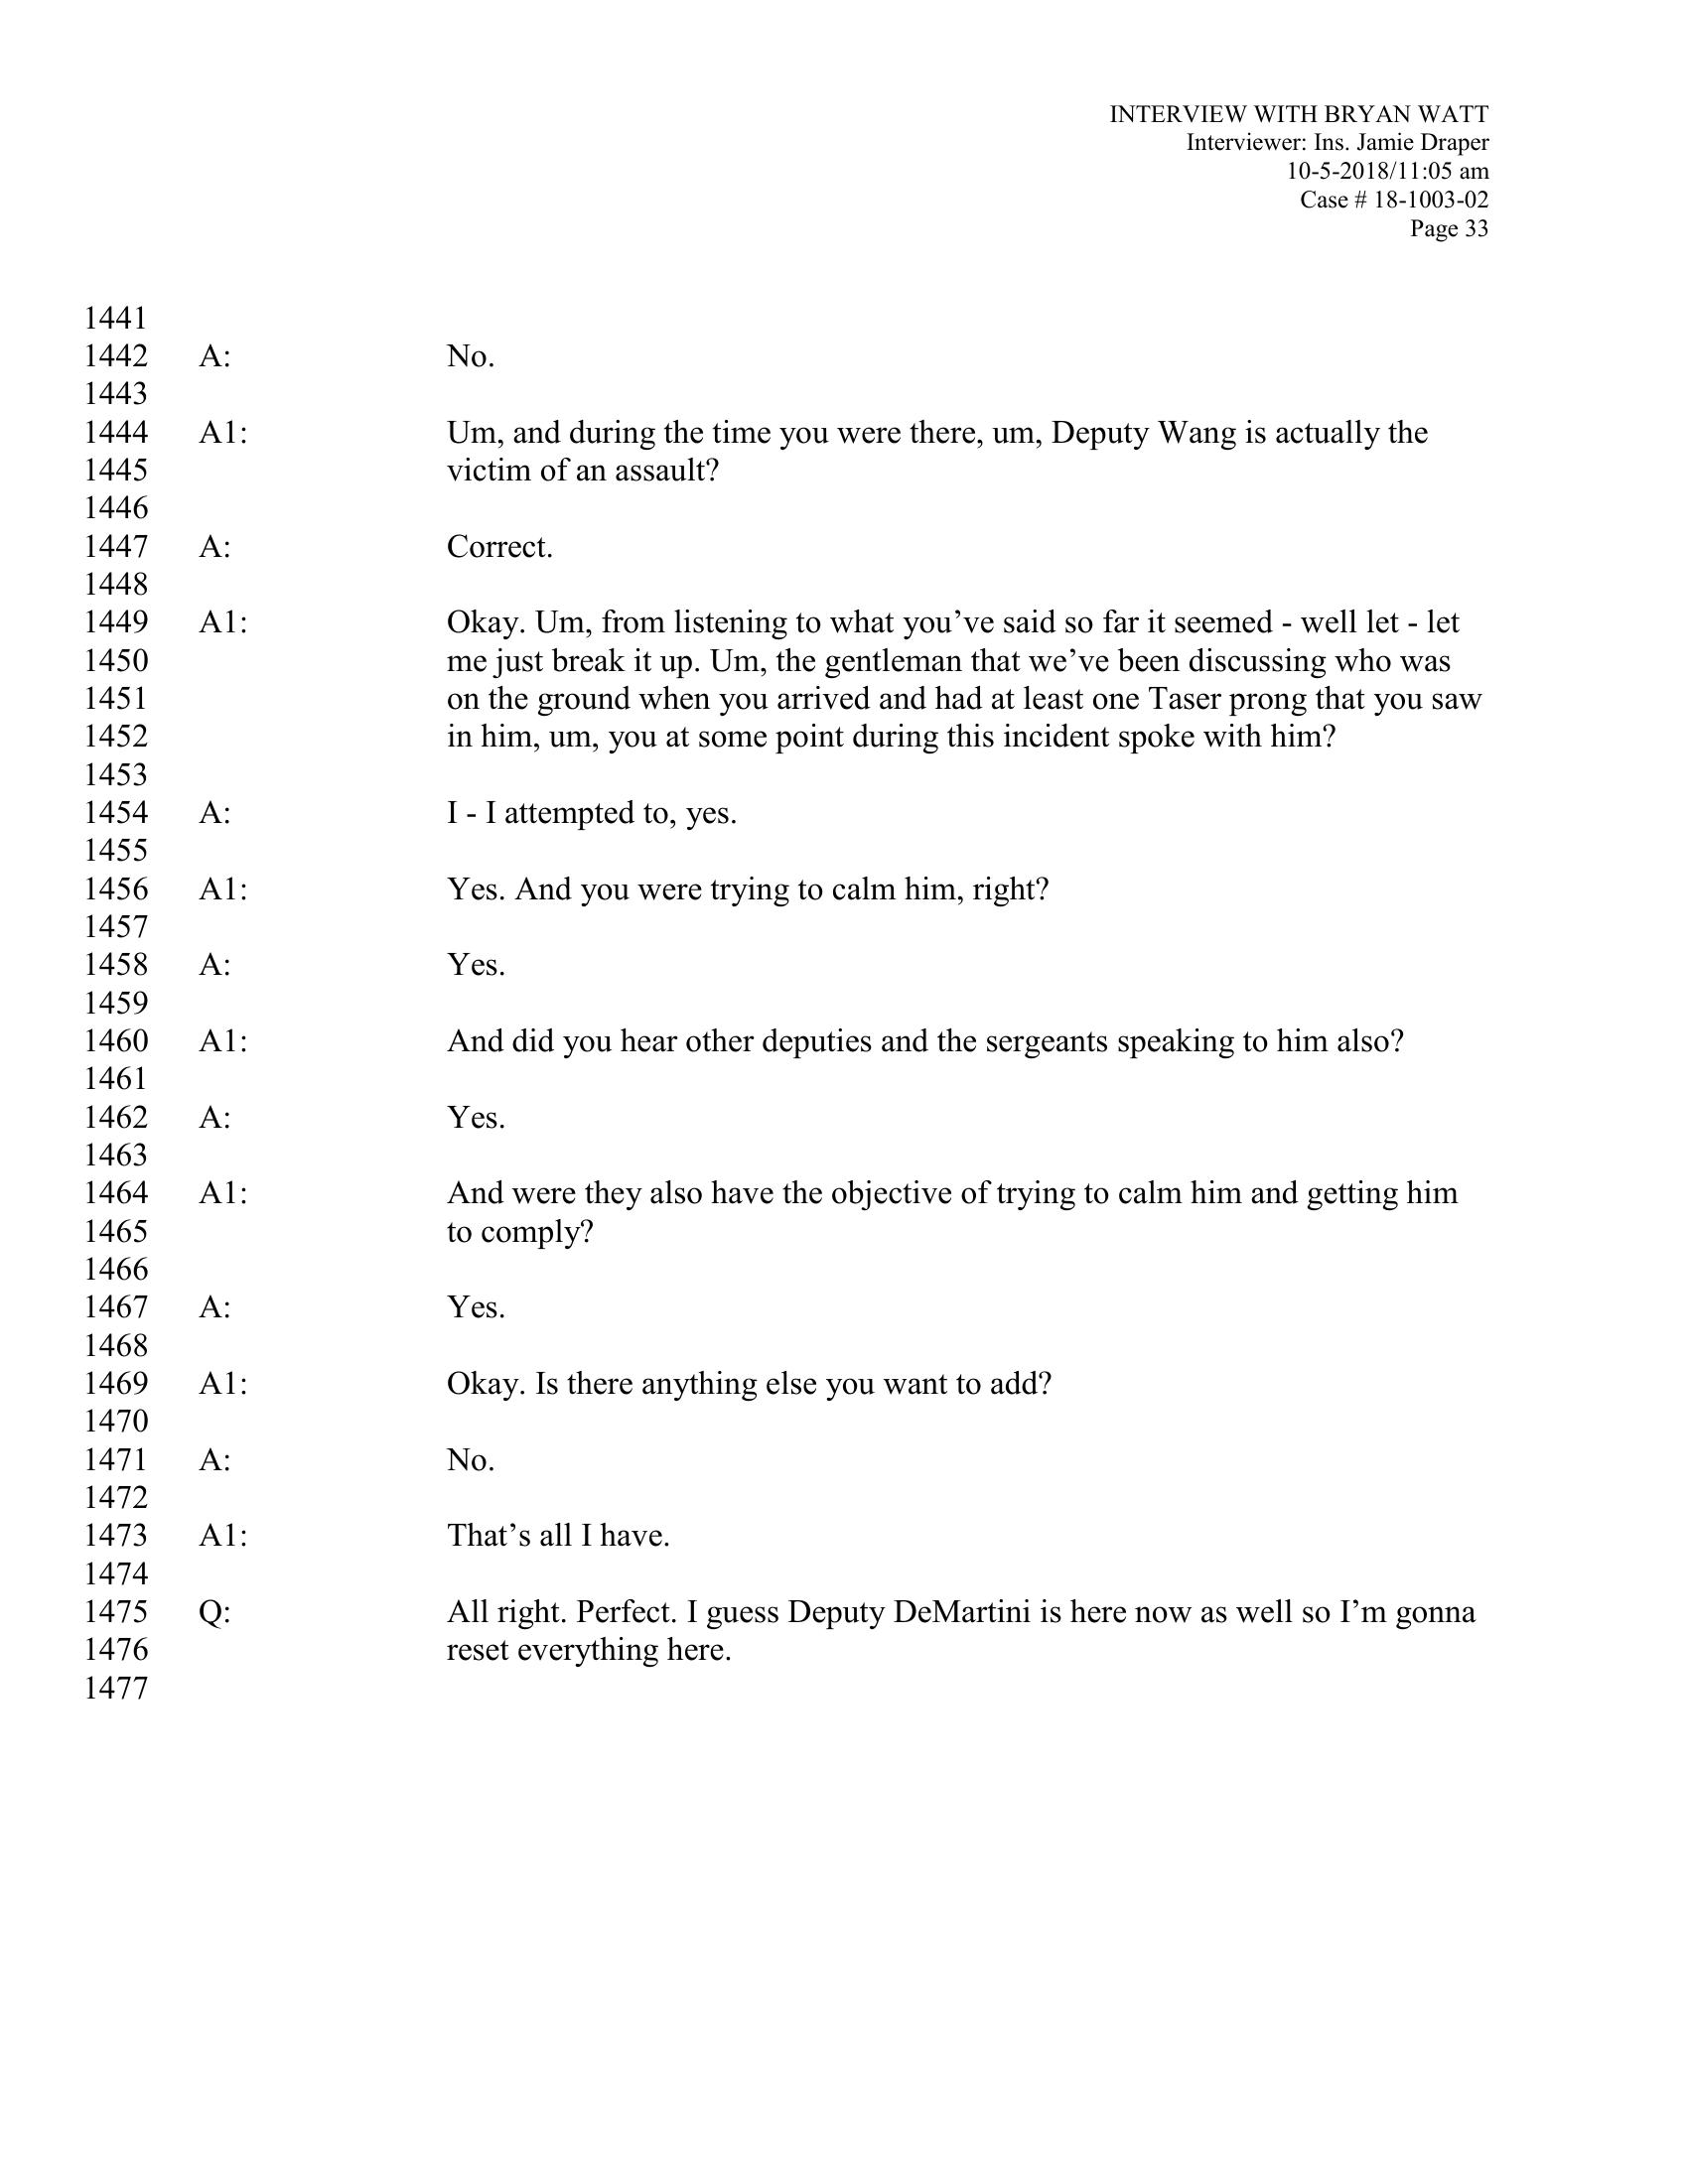 INTERVIEW WITH BRYAN WATT
Interviewer: Ins. Jamie Draper
10-5-2018/11:05 am
Case # 18-1003-02
Page 33
1441
1442 A: No.
1443
1444 A1: Um, and during the time you were there, um, Deputy Wang is actually the
1445 victim of an assault?
1446
1447 A: Correct.
1448
1449 A1: Okay. Um, from listening to what you’ve said so far it seemed - well let - let
1450 me just break it up. Um, the gentleman that we’ve been discussing who was
1451 on the ground when you arrived and had at least one Taser prong that you saw
1452 in him, um, you at some point during this incident spoke with him?
1453
1454 A: I - I attempted to, yes.
1455
1456 A1: Yes. And you were trying to calm him, right?
1457
1458 A: Yes.
1459
1460 A1: And did you hear other deputies and the sergeants speaking to him also?
1461
1462 A: Yes.
1463
1464 A1: And were they also have the objective of trying to calm him and getting him
1465 to comply?
1466
1467 A: Yes.
1468
1469 A1: Okay. Is there anything else you want to add?
1470
1471 A: No.
1472
1473 A1: That’s all I have.
1474
1475 Q: All right. Perfect. I guess Deputy DeMartini is here now as well so I’m gonna
1476 reset everything here.
1477